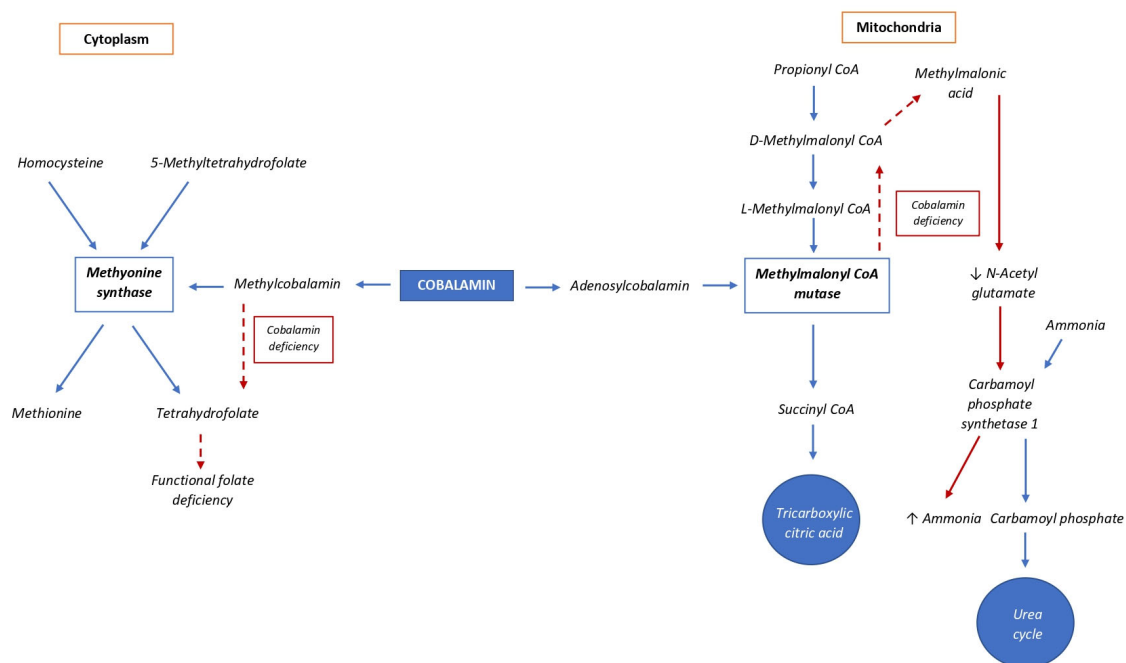 Cytoplasm
Mitochondria
Propionyl CoA
Methylmalonic
acid
D-Methylmalonyl CoA
Homocysteine
5-Methyltetrahydrofolate
L-Methylmalonyl CoA
Cobalamin
deficiency
Methyonine
synthase
Methylcobalamin
COBALAMIN
Adenosylcobalamin
Methylmalonyl CoA
mutase
↓ N-Acetyl
glutamate
Cobalamin
deficiency
Ammonia
Methionine
Tetrahydrofolate
Succinyl CoA
Carbamoyl
phosphate
synthetase 1
Functional folate
deficiency
Tricarboxylic
citric acid
↑ Ammonia
Carbamoyl phosphate
Urea
cycle